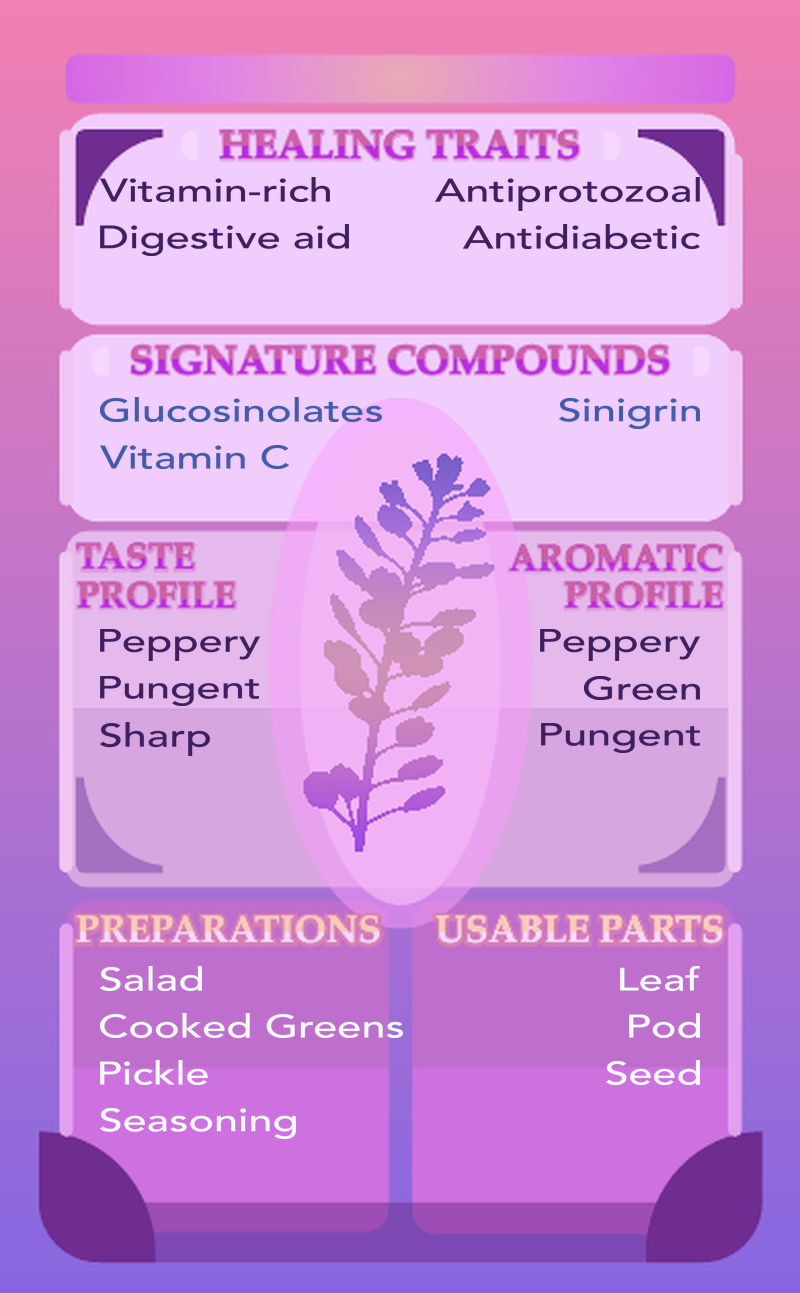 HEALING TRAITS
Vitamin-rich
Antiprotozoal
Digestive aid
Antidiabetic
SIGNATURE COMPOUNDS
Glucosinolates
Sinigrin
Vitamin C
TASTE
PROFILE
Peppery
Pungent
Sharp
AROMATIC
PROFILE
Peppery
Green
Pungent
PREPARATIONS
Salad
Cooked Greens
Pickle
Seasoning
USABLE PARTS
Leaf
Pod
Seed